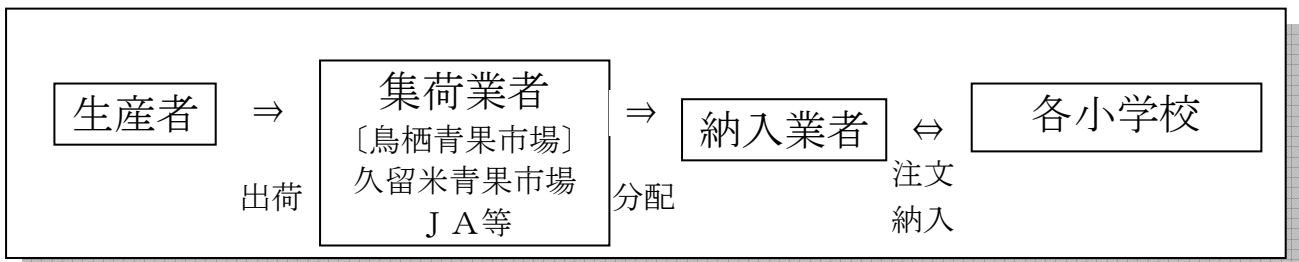 生産者
⇒
出荷
集荷業者
〔鳥栖青果市場〕
久留米青果市場
ＪＡ等
⇒
分配
納入業者
⇔
注文
納入
各小学校